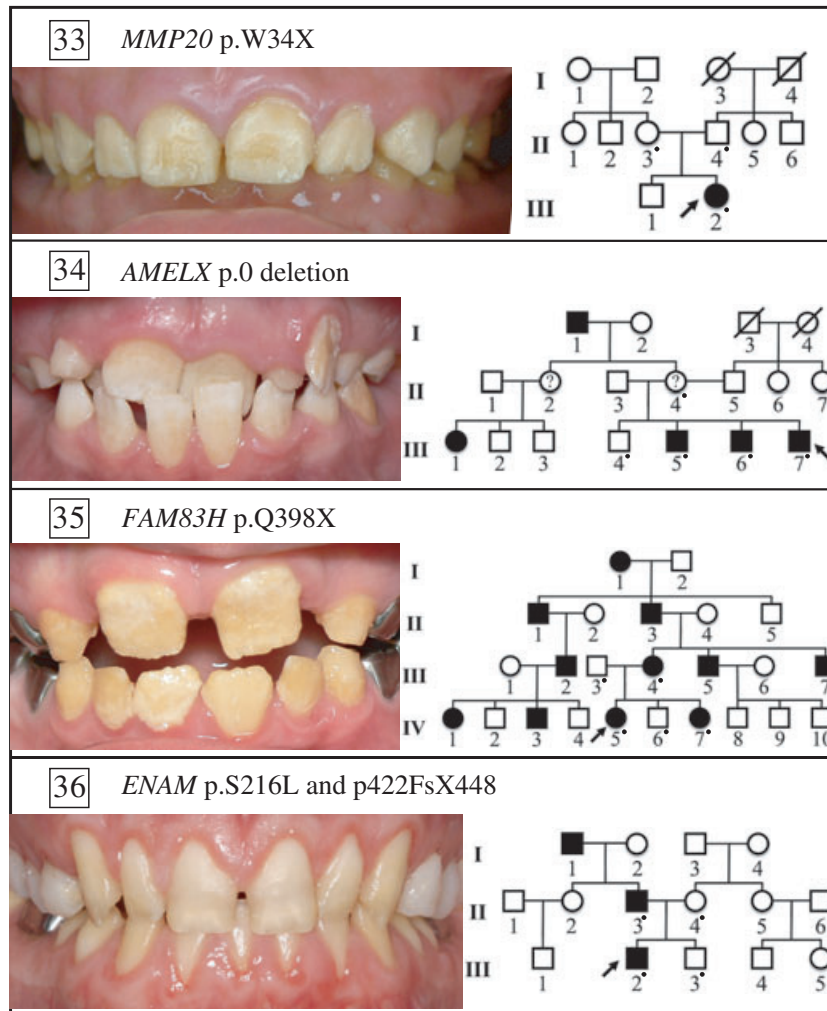 33 MMP20 p.W34X
I
1 2 3 4
II
1 2 3 4 5 6
III
1 2
34 AMELX p.0 deletion
I
1 2 3 4
II
? ?
1 2 3 4 5 6 7
III
1 2 3 4 5 6 7
35 FAM83H p.Q398X
I
1 2
II
1 2 3 4 5
III
1 2 3 4 5 6 7
IV
1 2 3 4 5 6 7 8 9 10
36 ENAM p.S216L and p422FsX448
I
1 2 3 4
II
1 2 3 4 5 6
III
1 2 3 4 5